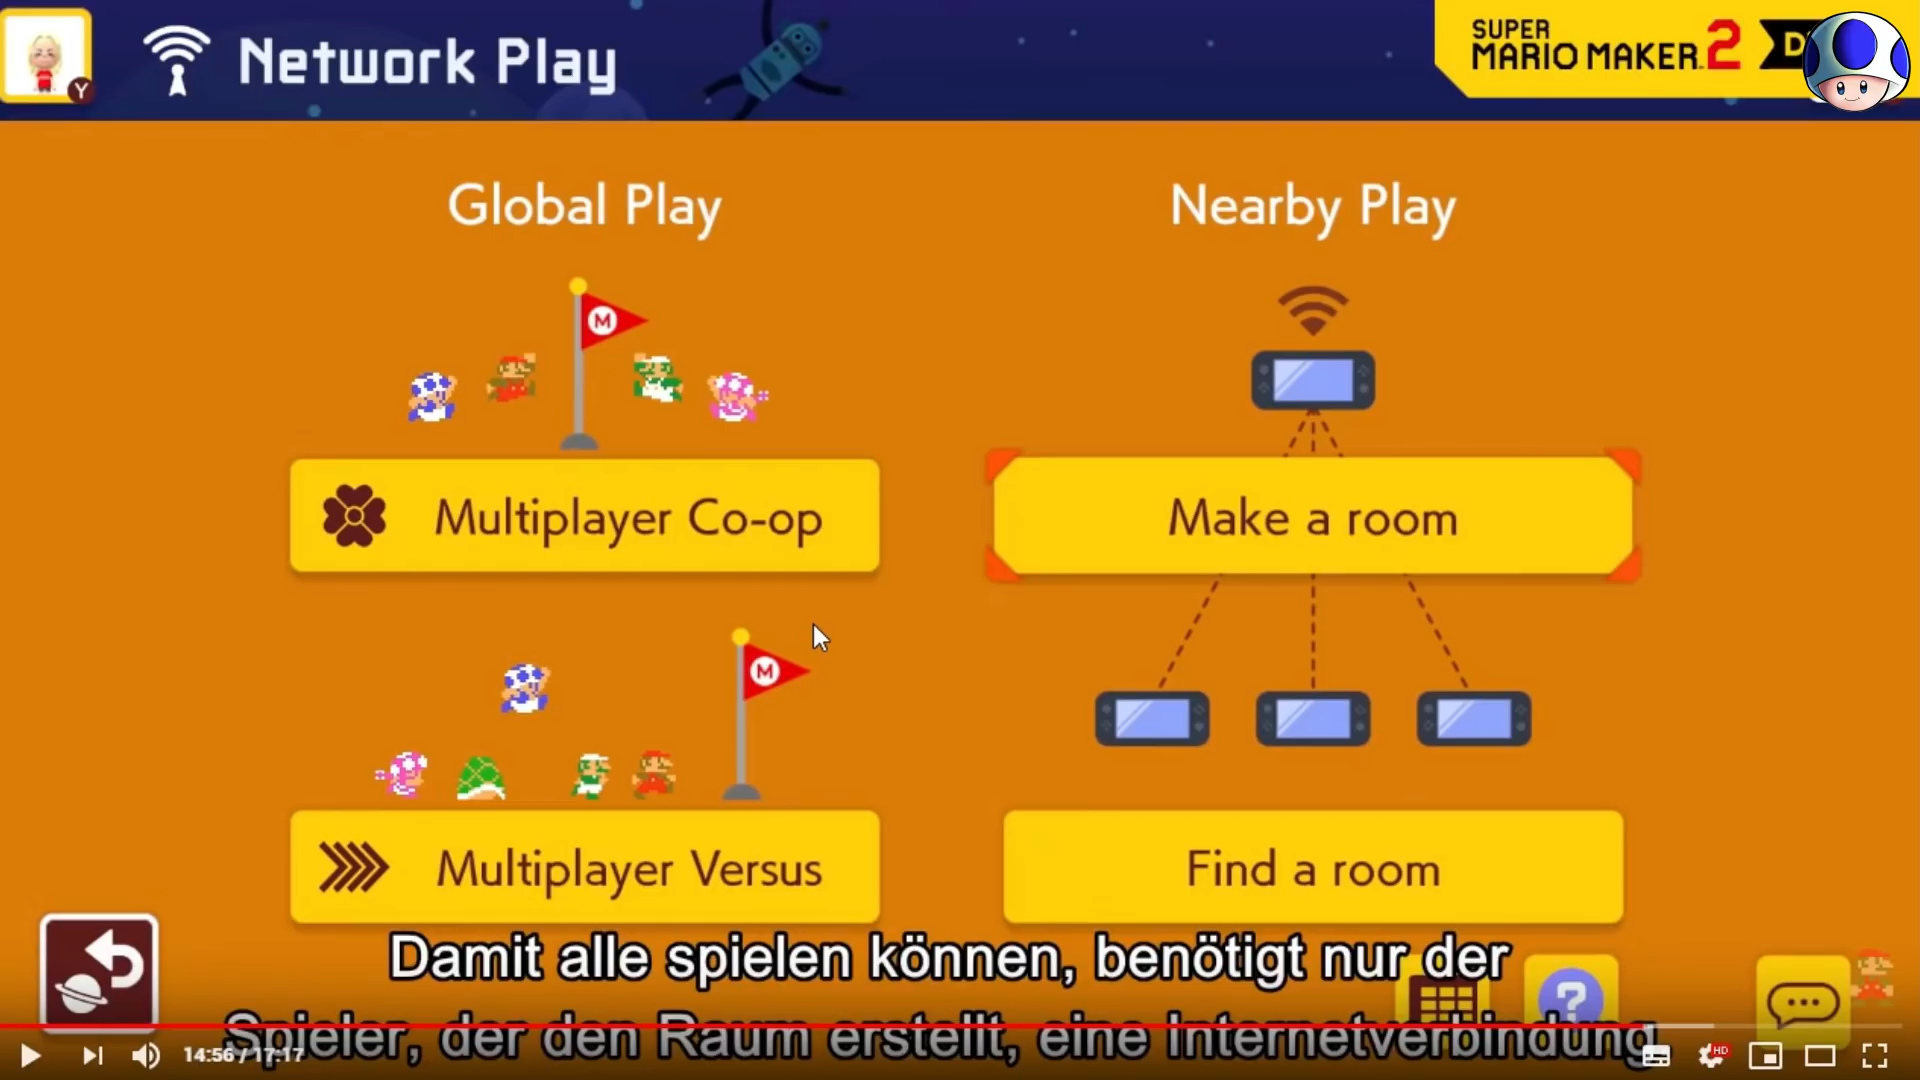 Network Play
SUPER
MARIO MAKER 2
Y
Global Play
Nearby Play
M
Multiplayer Co-op
Make a room
M
Multiplayer Versus
Find a room
Damit alle spielen können, benötigt nur der
Spieler, der den Raum erstellt, eine Internetverbindung
?
14:56 / 17:17
HD